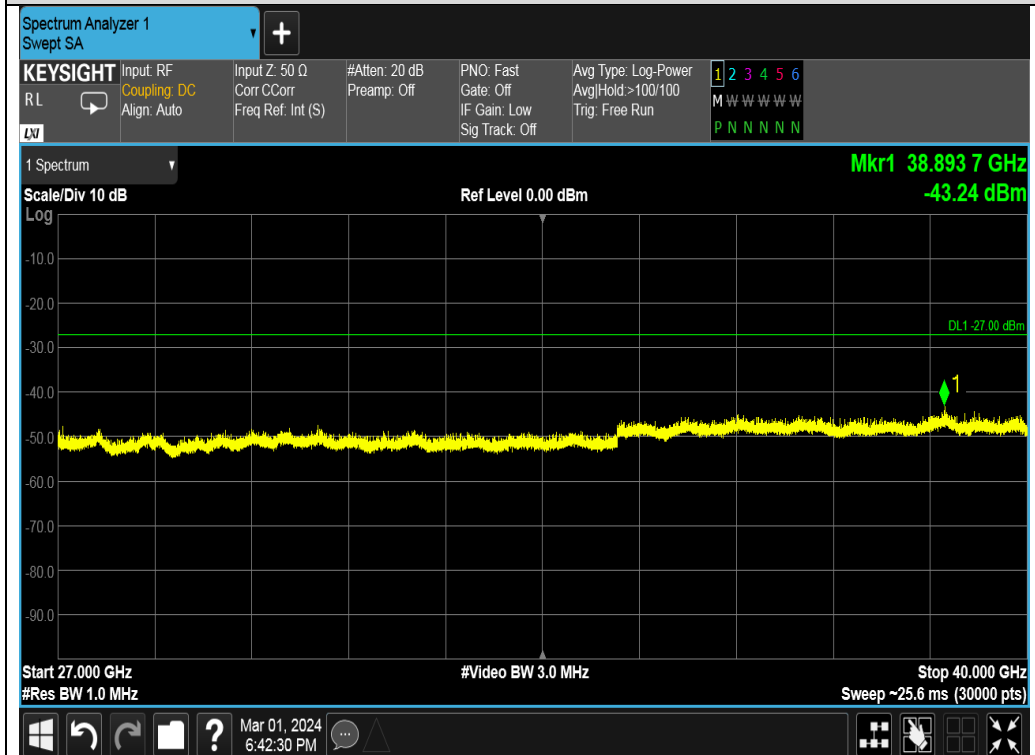 Spectrum Analyzer 1
Swept SA
+
KEYSIGHT
R L
LXI
Input: RF
Coupling: DC
Align: Auto
Input Z: 50 Ω
Corr CCorr
Freq Ref: Int (S)
#Atten: 20 dB
Preamp: Off
PNO: Fast
Gate: Off
IF Gain: Low
Sig Track: Off
Avg Type: Log-Power
Avg|Hold:>100/100
Trig: Free Run
1 2 3 4 5 6
M W W W W W
P N N N N N
1 Spectrum
Mkr1 38.893 7 GHz
Scale/Div 10 dB
Ref Level 0.00 dBm
-43.24 dBm
Log
-10.0
-20.0
DL1 -27.00 dBm
-30.0
1
-40.0
-50.0
-60.0
-70.0
-80.0
-90.0
Start 27.000 GHz
#Video BW 3.0 MHz
Stop 40.000 GHz
#Res BW 1.0 MHz
Sweep ~25.6 ms (30000 pts)
?
Mar 01, 2024
6:42:30 PM